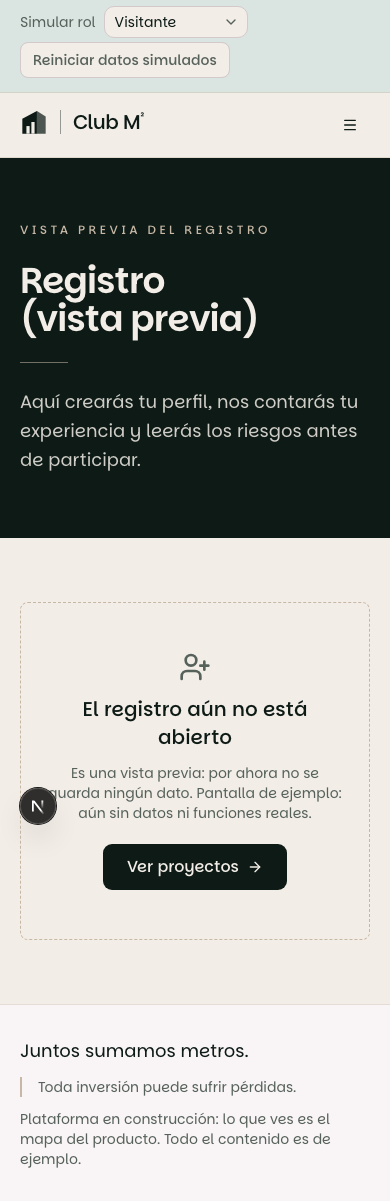 Simular rol Visitante
Reiniciar datos simulados
Club M²
VISTA PREVIA DEL REGISTRO
Registro
(vista previa)
Aquí crearás tu perfil, nos contarás tu
experiencia y leerás los riesgos antes
de participar.
El registro aún no está
abierto
Es una vista previa: por ahora no se
guarda ningún dato. Pantalla de ejemplo:
aún sin datos ni funciones reales.
N
Ver proyectos →
Juntos sumamos metros.
Toda inversión puede sufrir pérdidas.
Plataforma en construcción: lo que ves es el
mapa del producto. Todo el contenido es de
ejemplo.